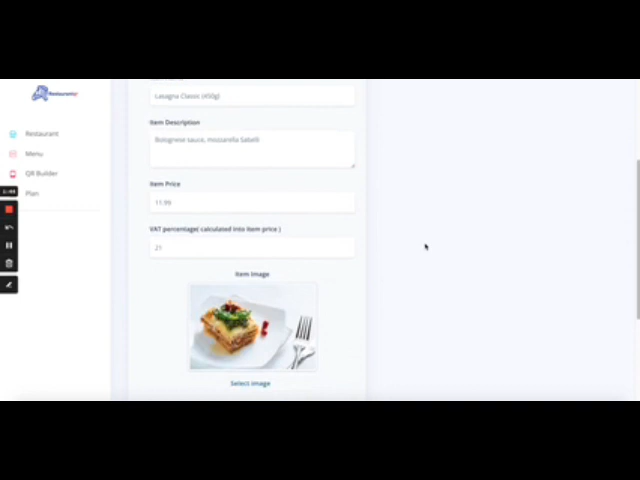 Restaurant
Menu
QR Builder
Plan
Lasagna Classic (450g)
Item Description
Bolognese sauce, mozzarella Sabelli
Item Price
11.99
VAT percentage( calculated into item price )
21
Item Image
Select image